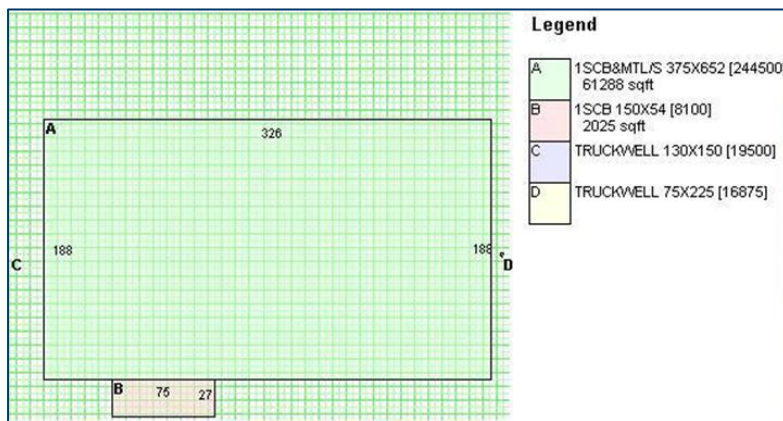 Legend
A 1SCB&MTL/S 375X652 [244500]
61288 sqft
B 1SCB 150X54 [8100]
2025 sqft
C TRUCKWELL 130X150 [19500]
D TRUCKWELL 75X225 [16875]
A
326
188
188
C
D
B
75
27